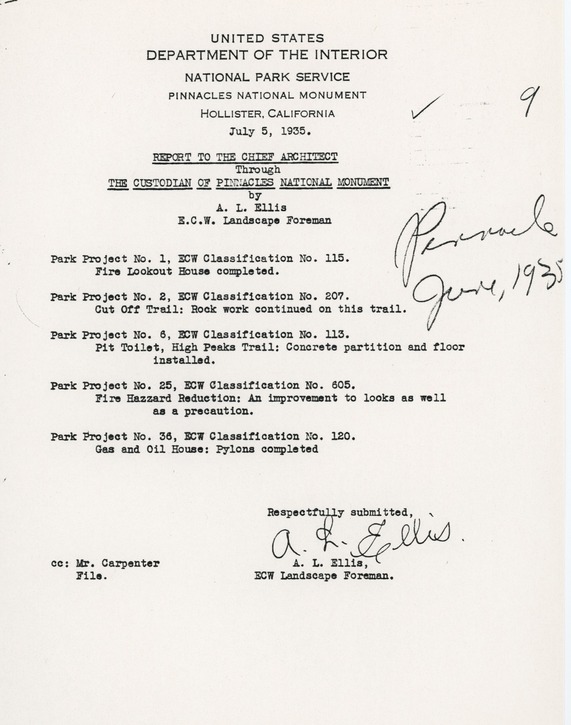 UNITED STATES
DEPARTMENT OF THE INTERIOR
NATIONAL PARK SERVICE
PINNACLES NATIONAL MONUMENT
HOLLISTER, CALIFORNIA
9
July 5, 1935.
REPORT TO THE CHIEF ARCHITECT
Through
THE CUSTODIAN OF PINNACLES NATIONAL MONUMENT
by
A. L. Ellis
E.C.W. Landscape Foreman
Pinnacle
June, 1935
Park Project No. 1, ECW Classification No. 115.
Fire Lookout House completed.
Park Project No. 2, ECW Classification No. 207.
Cut Off Trail: Rock work continued on this trail.
Park Project No. 6, ECW Classification No. 113.
Pit Toilet, High Peaks Trail: Concrete partition and floor
installed.
Park Project No. 25, ECW Classification No. 605.
Fire Hazzard Reduction: An improvement to looks as well
as a precaution.
Park Project No. 36, ECW Classification No. 120.
Gas and Oil House: Pylons completed
Respectfully submitted,
A. L. Ellis.
A. L. Ellis,
ECW Landscape Foreman.
cc: Mr. Carpenter
File.